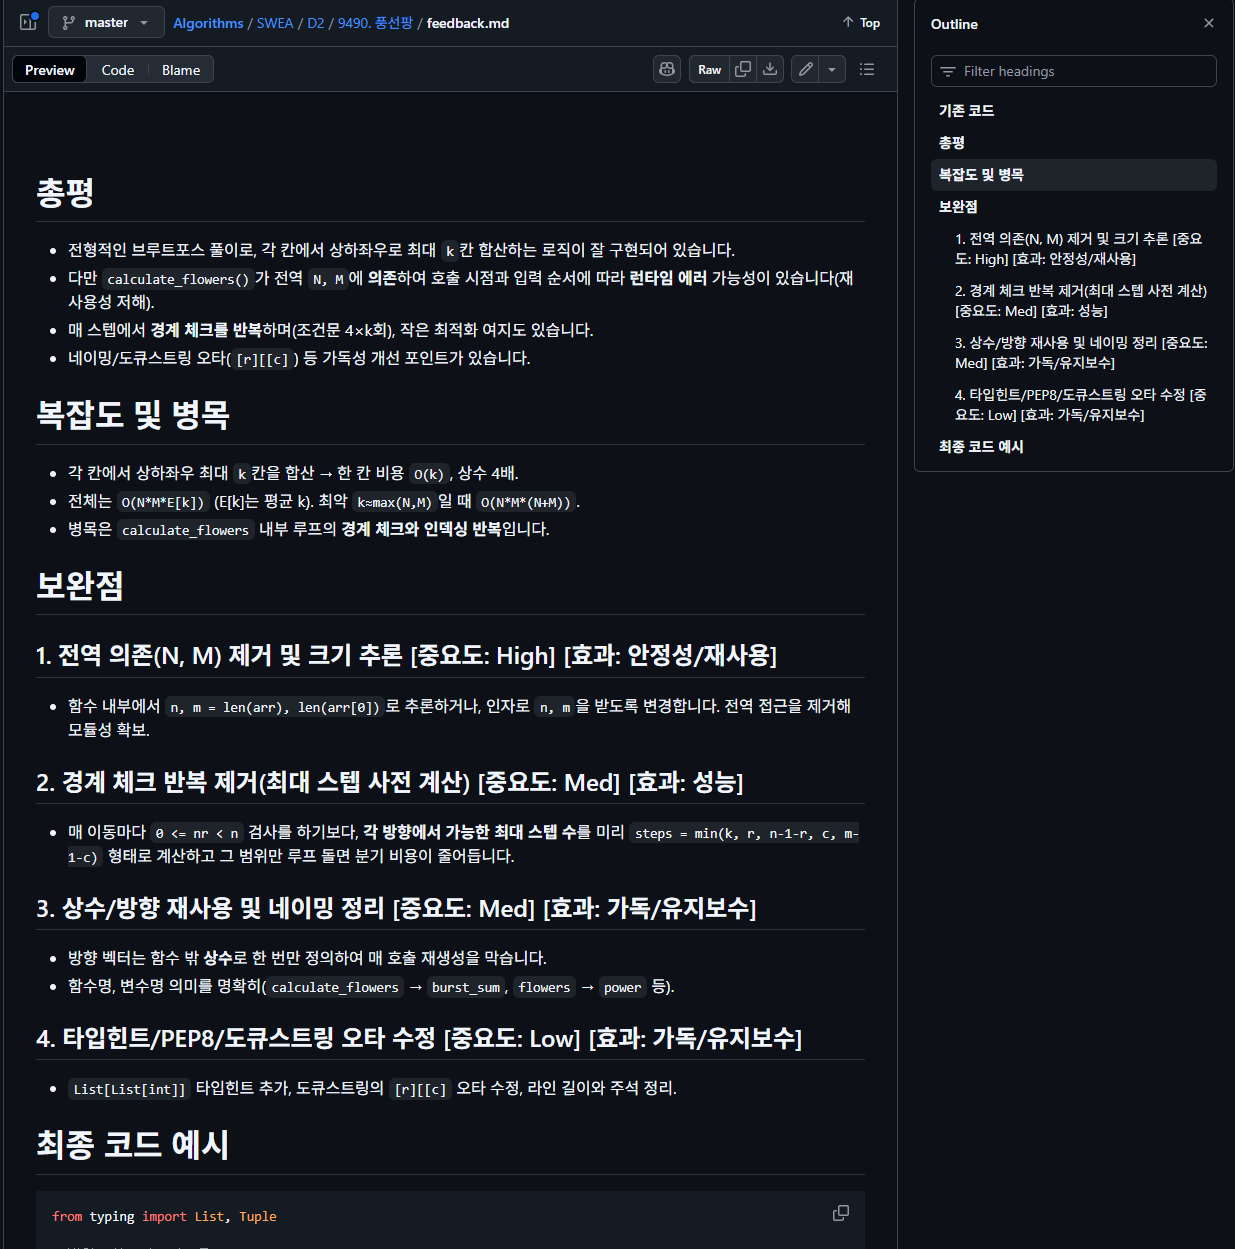 master
Algorithms / SWEA / D2 / 9490. 풍선팡 / feedback.md
Top
Preview
Code
Blame
Raw
총평
전형적인 브루트포스 풀이로, 각 칸에서 상하좌우로 최대 k 칸 합산하는 로직이 잘 구현되어 있습니다.
다만 calculate_flowers() 가 전역 N, M 에 의존하여 호출 시점과 입력 순서에 따라 런타임 에러 가능성이 있습니다(재
사용성 저해).
매 스텝에서 경계 체크를 반복하며(조건문 4×k회), 작은 최적화 여지도 있습니다.
네이밍/도큐스트링 오타( [r][[c] ) 등 가독성 개선 포인트가 있습니다.
복잡도 및 병목
각 칸에서 상하좌우 최대 k 칸을 합산 → 한 칸 비용 O(k) , 상수 4배.
전체는 O(N*M*E[k]) (E[k]는 평균 k). 최악 k≈max(N,M) 일 때 O(N*M*(N+M)) .
병목은 calculate_flowers 내부 루프의 경계 체크와 인덱싱 반복입니다.
보완점
1. 전역 의존(N, M) 제거 및 크기 추론 [중요도: High] [효과: 안정성/재사용]
함수 내부에서 n, m = len(arr), len(arr[0]) 로 추론하거나, 인자로 n, m 을 받도록 변경합니다. 전역 접근을 제거해
모듈성 확보.
2. 경계 체크 반복 제거(최대 스텝 사전 계산) [중요도: Med] [효과: 성능]
매 이동마다 0 <= nr < n 검사를 하기보다, 각 방향에서 가능한 최대 스텝 수를 미리 steps = min(k, r, n-1-r, c, m-
1-c) 형태로 계산하고 그 범위만 루프 돌면 분기 비용이 줄어듭니다.
3. 상수/방향 재사용 및 네이밍 정리 [중요도: Med] [효과: 가독/유지보수]
방향 벡터는 함수 밖 상수로 한 번만 정의하여 매 호출 재생성을 막습니다.
함수명, 변수명 의미를 명확히( calculate_flowers → burst_sum , flowers → power 등).
4. 타입힌트/PEP8/도큐스트링 오타 수정 [중요도: Low] [효과: 가독/유지보수]
List[List[int]] 타입힌트 추가, 도큐스트링의 [r][[c] 오타 수정, 라인 길이와 주석 정리.
최종 코드 예시
from typing import List, Tuple
Outline
Filter headings
기존 코드
총평
복잡도 및 병목
보완점
1. 전역 의존(N, M) 제거 및 크기 추론 [중요
도: High] [효과: 안정성/재사용]
2. 경계 체크 반복 제거(최대 스텝 사전 계산)
[중요도: Med] [효과: 성능]
3. 상수/방향 재사용 및 네이밍 정리 [중요도:
Med] [효과: 가독/유지보수]
4. 타입힌트/PEP8/도큐스트링 오타 수정 [중
요도: Low] [효과: 가독/유지보수]
최종 코드 예시